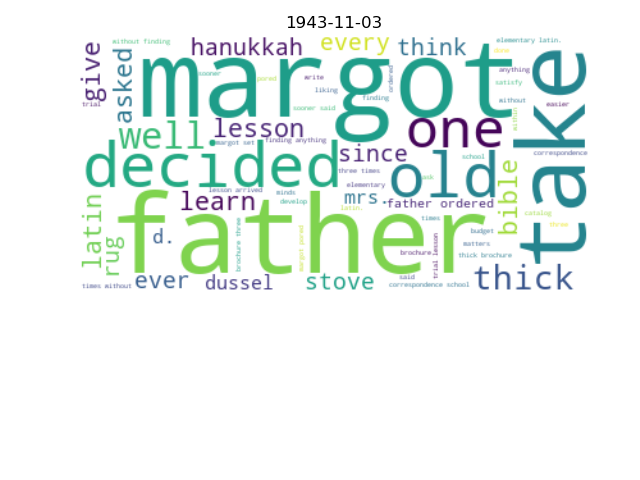 1943-11-03
without finding
hanukkah
every
think
elementary latin.
give
asked
margot
sooner
pored
write
liking
finding
ordered
done
anything
satisfy
trial
sooner said
without
easier
take
well.
lesson
one
within
margot set
finding anything
since
correspondence
decided
three times
old
school
ask
elementary
minds
lesson arrived
learn
mrs.
father ordered
bible
catalog
develop
latin.
times
three
father
latin
rug
d.
brochure three
margot pored
budget
matters
brochure.
trial lesson
thick brochure
ever
dussel
stove
said
thick
times without
correspondence school